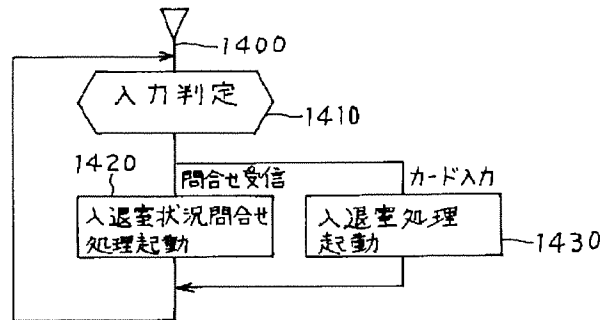 1400
入力判定
1410
1420
問合せ受信
カード入力
入退室状況問合せ
処理起動
入退室処理
起動
1430